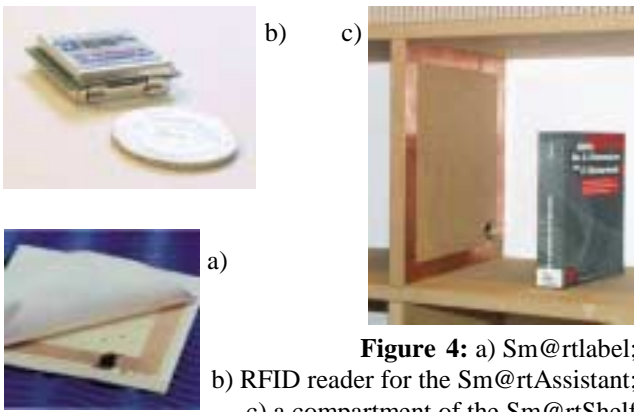 b)
c)
a)
Figure 4: a) Sm@rtlabel;
b) RFID reader for the Sm@rtAssistant;
c) a compartment of the Sm@rtShelf